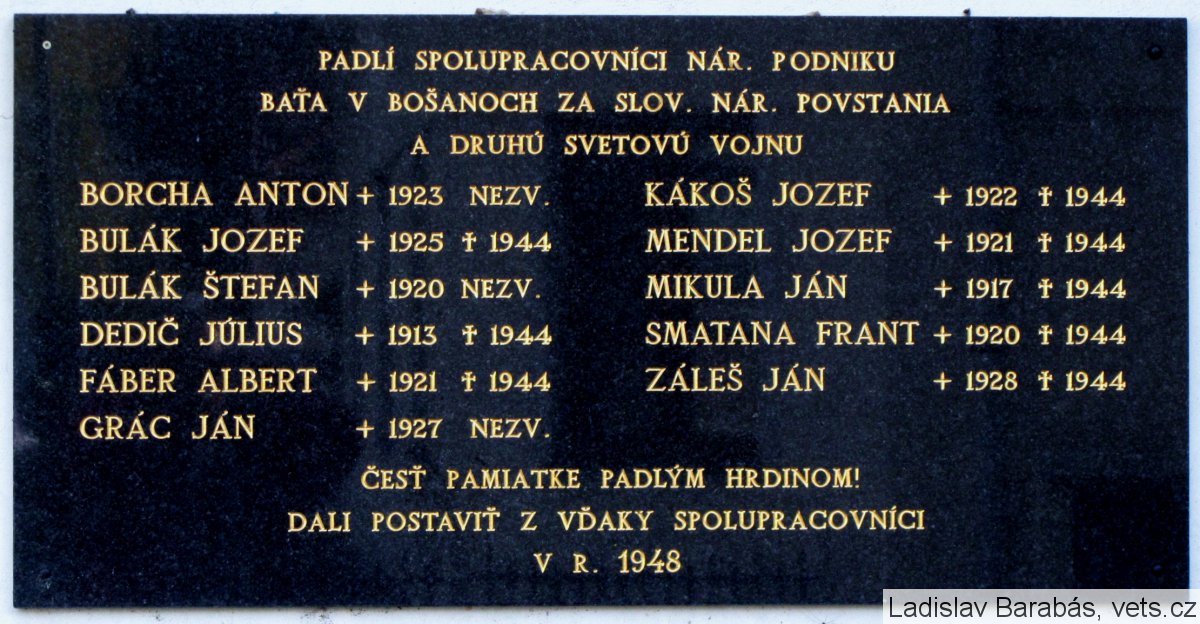 PADLÍ SPOLUPRACOVNÍCI NÁR. PODNIKU
BAŤA V BOŠANOCH ZA SLOV. NÁR. POVSTANIA
A DRUHÚ SVETOVÚ VOJNU
BORCHA ANTON + 1923 NEZV.
BULÁK JOZEF + 1925 ✝ 1944
BULÁK ŠTEFAN + 1920 NEZV.
DEDIČ JÚLIUS + 1913 ✝ 1944
FÁBER ALBERT + 1921 ✝ 1944
GRÁC JÁN + 1927 NEZV.
KÁKOŠ JOZEF + 1922 ✝ 1944
MENDEL JOZEF + 1921 ✝ 1944
MIKULA JÁN + 1917 ✝ 1944
SMATANA FRANT + 1920 ✝ 1944
ZÁLEŠ JÁN + 1928 ✝ 1944
ČESŤ PAMIATKE PADLÝM HRDINOM!
DALI POSTAVIŤ Z VĎAKY SPOLUPRACOVNÍCI
V R. 1948
Ladislav Barabás, vets.cz